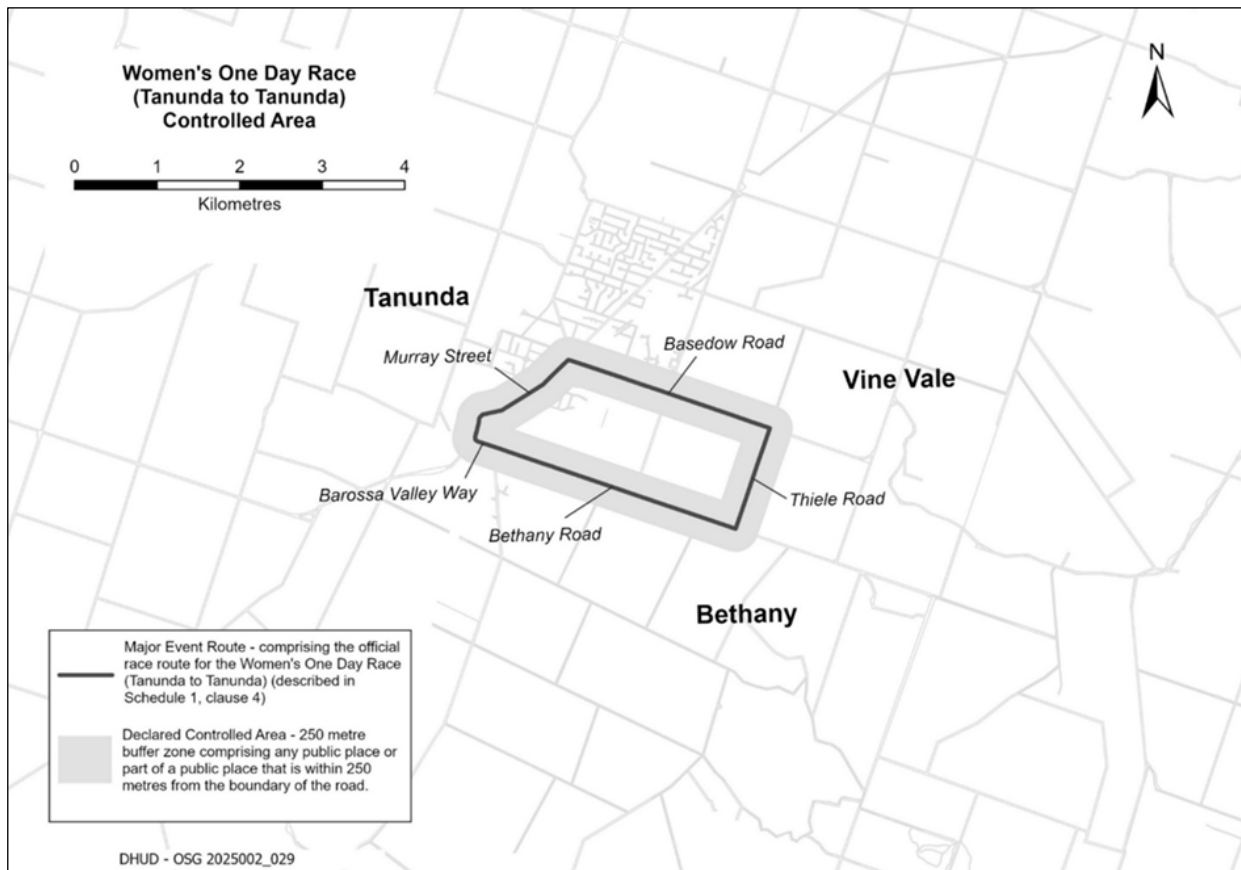 Women's One Day Race
(Tanunda to Tanunda)
Controlled Area
0 1 2 3 4
Kilometres
N
Tanunda
Murray Street
Basedow Road
Vine Vale
Barossa Valley Way
Thiele Road
Bethany Road
Bethany
Major Event Route - comprising the official
race route for the Women's One Day Race
(Tanunda to Tanunda) (described in
Schedule 1, clause 4)
Declared Controlled Area - 250 metre
buffer zone comprising any public place or
part of a public place that is within 250
metres from the boundary of the road.
DHUD - OSG 2025002_029